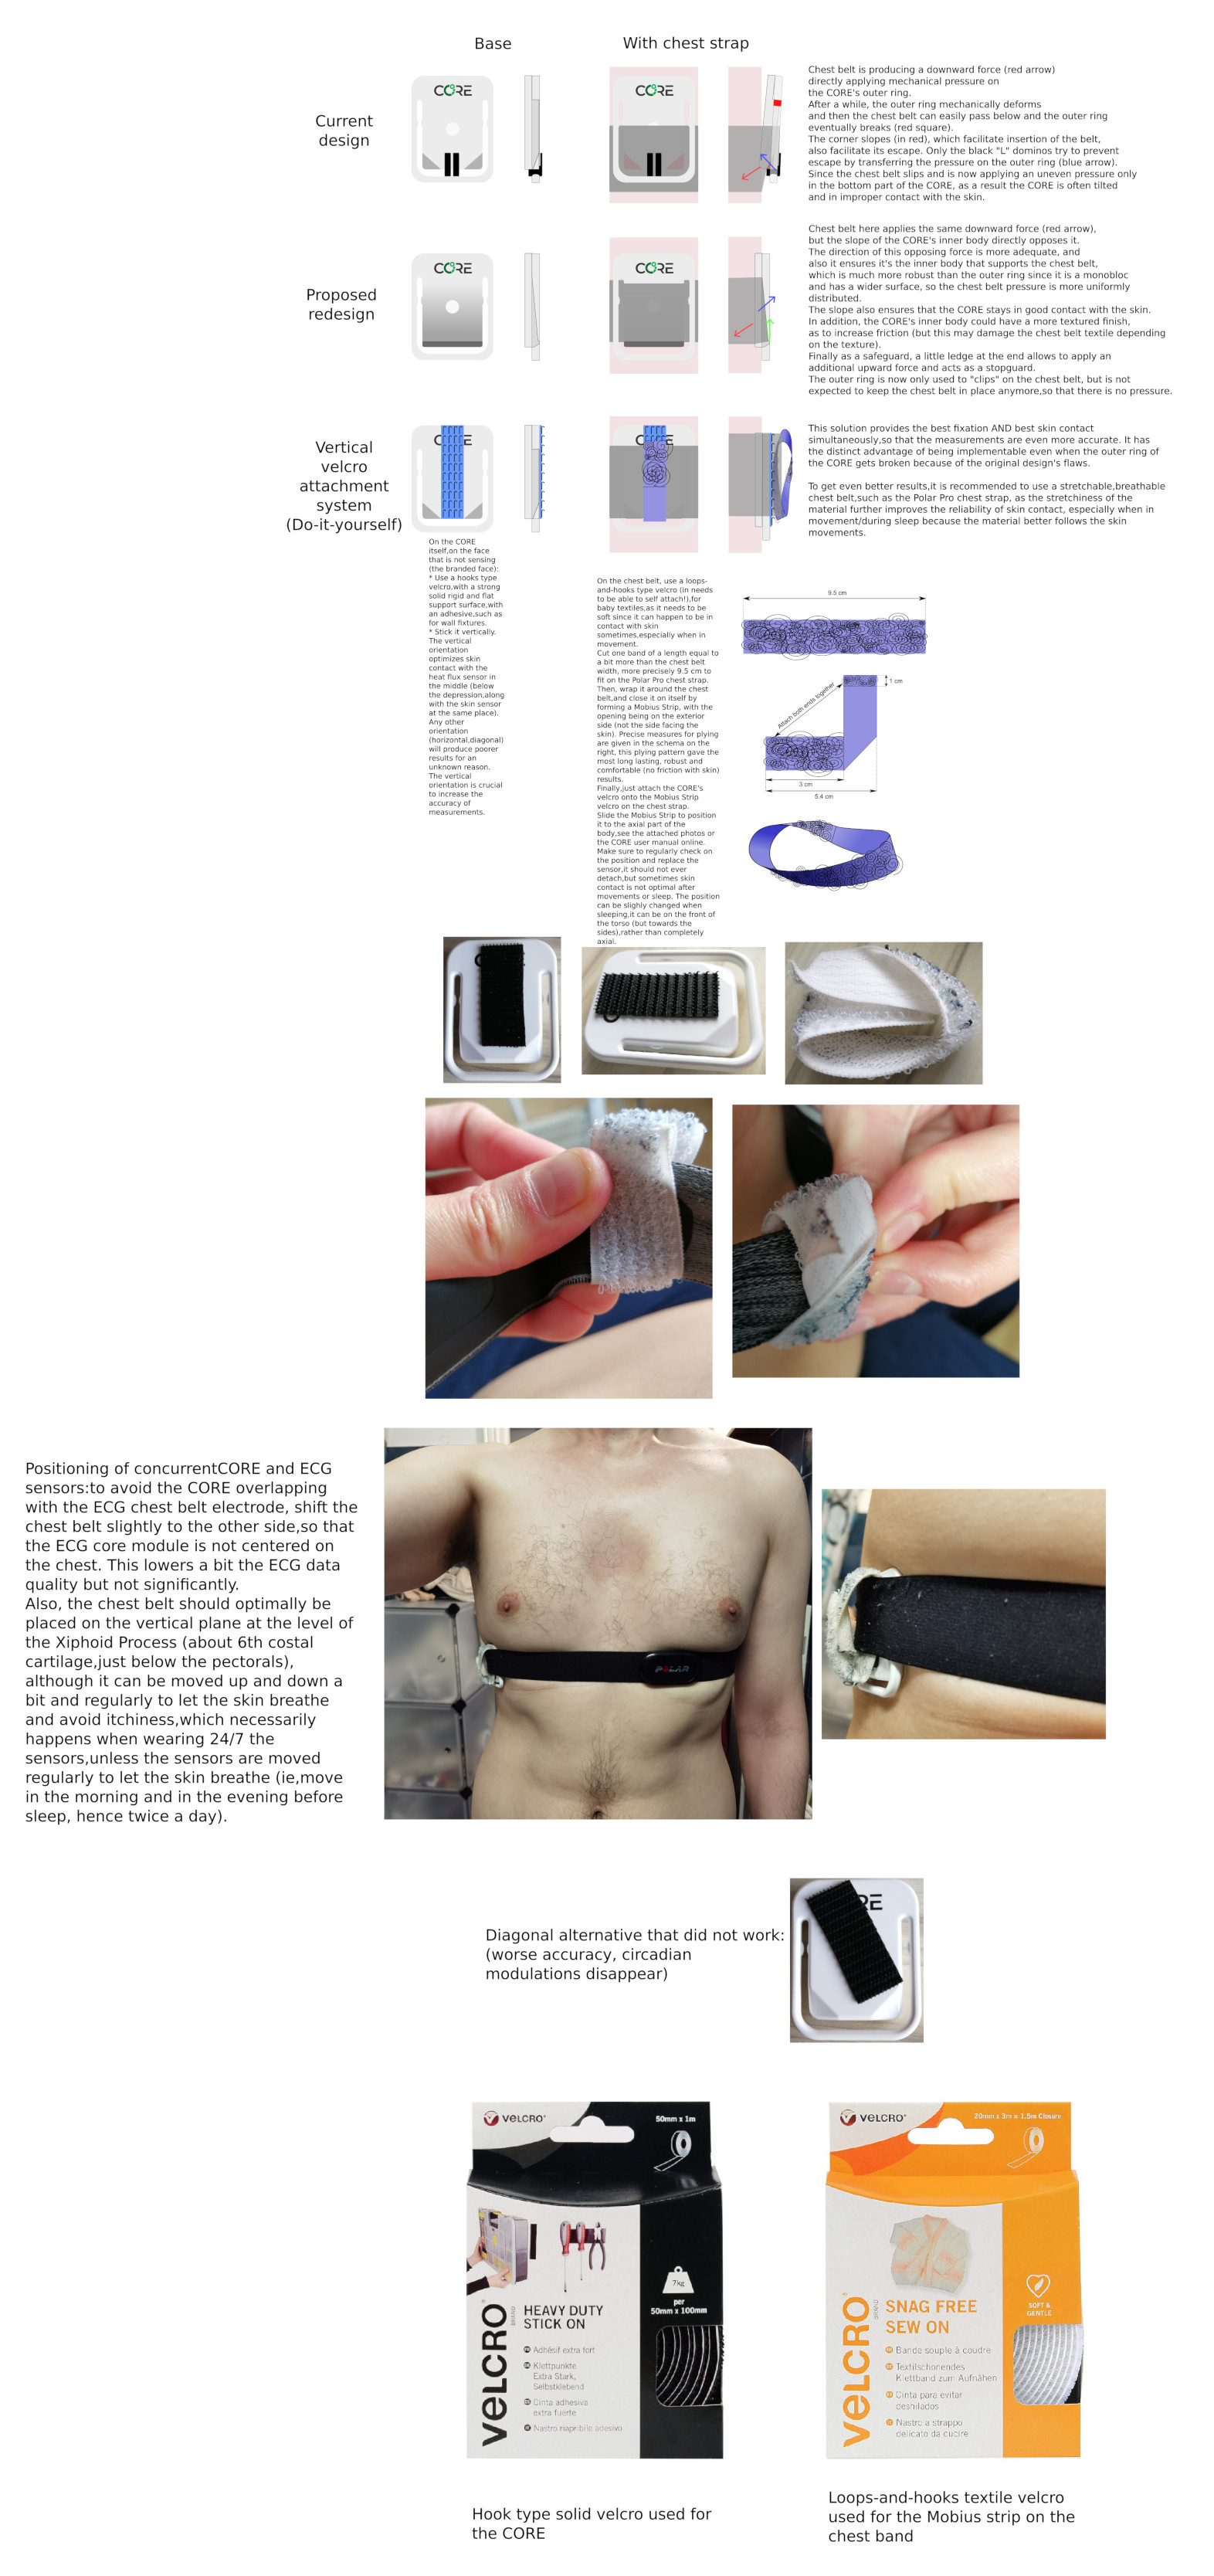 Base
With chest strap
Current
design
CORE
CORE
Chest belt is producing a downward force (red arrow)
directly applying mechanical pressure on
the CORE's outer ring.
After a while, the outer ring mechanically deforms
and then the chest belt can easily pass below and the outer ring
eventually breaks (red square).
The corner slopes (in red), which facilitate insertion of the belt,
also facilitate its escape. Only the black "L" dominos try to prevent
escape by transferring the pressure on the outer ring (blue arrow).
Since the chest belt slips and is now applying an uneven pressure only
in the bottom part of the CORE, as a result the CORE is often tilted
and in improper contact with the skin.
Proposed
redesign
CORE
CORE
Chest belt here applies the same downward force (red arrow),
but the slope of the CORE's inner body directly opposes it.
The direction of this opposing force is more adequate, and
also it ensures it's the inner body that supports the chest belt,
which is much more robust than the outer ring since it is a monobloc
and has a wider surface, so the chest belt pressure is more uniformly
distributed.
The slope also ensures that the CORE stays in good contact with the skin.
In addition, the CORE's inner body could have a more textured finish,
as to increase friction (but this may damage the chest belt textile depending
on the texture).
Finally as a safeguard, a little ledge at the end allows to apply an
additional upward force and acts as a stopguard.
The outer ring is now only used to "clips" on the chest belt, but is not
expected to keep the chest belt in place anymore,so that there is no pressure.
Vertical
velcro
attachment
system
(Do-it-yourself)
This solution provides the best fixation AND best skin contact
simultaneously,so that the measurements are even more accurate. It has
the distinct advantage of being implementable even when the outer ring of
the CORE gets broken because of the original design's flaws.
To get even better results,it is recommended to use a stretchable,breathable
chest belt,such as the Polar Pro chest strap, as the stretchiness of the
material further improves the reliability of skin contact, especially when in
movement/during sleep because the material better follows the skin
movements.
On the CORE
itself,on the face
that is not sensing
(the branded face):
* Use a hooks type
velcro,with a strong
solid rigid and flat
support surface,with
an adhesive,such as
for wall fixtures.
* Stick it vertically.
The vertical
orientation
optimizes skin
contact with the
heat flux sensor in
the middle (below
the depression,along
with the skin sensor
at the same place).
Any other
orientation
(horizontal,diagonal)
will produce poorer
results for an
unknown reason.
The vertical
orientation is crucial
to increase the
accuracy of
measurements.
On the chest belt, use a loops-
and-hooks type velcro (in needs
to be able to self attach!),for
baby textiles,as it needs to be
soft since it can happen to be in
contact with skin
sometimes,especially when in
movement.
Cut one band of a length equal to
a bit more than the chest belt
width, more precisely 9.5 cm to
fit on the Polar Pro chest strap.
Then, wrap it around the chest
belt,and close it on itself by
forming a Mobius Strip, with the
opening being on the exterior
side (not the side facing the
skin). Precise measures for plying
are given in the schema on the
right, this plying pattern gave the
most long lasting, robust and
comfortable (no friction with skin)
results.
Finally,just attach the CORE's
velcro onto the Mobius Strip
velcro on the chest strap.
Slide the Mobius Strip to position
it to the axial part of the
body,see the attached photos or
the CORE user manual online.
Make sure to regularly check on
the position and replace the
sensor,it should not ever
detach,but sometimes skin
contact is not optimal after
movements or sleep. The position
can be slighly changed when
sleeping,it can be on the front of
the torso (but towards the
sides),rather than completely
axial.
9.5 cm
1 cm
Attach both ends together
3 cm
5.4 cm
Positioning of concurrentCORE and ECG
sensors:to avoid the CORE overlapping
with the ECG chest belt electrode, shift the
chest belt slightly to the other side,so that
the ECG core module is not centered on
the chest. This lowers a bit the ECG data
quality but not significantly.
Also, the chest belt should optimally be
placed on the vertical plane at the level of
the Xiphoid Process (about 6th costal
cartilage,just below the pectorals),
although it can be moved up and down a
bit and regularly to let the skin breathe
and avoid itchiness,which necessarily
happens when wearing 24/7 the
sensors,unless the sensors are moved
regularly to let the skin breathe (ie,move
in the morning and in the evening before
sleep, hence twice a day).
POLAR
Diagonal alternative that did not work:
(worse accuracy, circadian
modulations disappear)
RE
VELCRO
50mm x 1m
7kg
per
50mm x 100mm
VELCRO
BRAND
HEAVY DUTY
STICK ON
Adhésif extra fort
Klettpunkte
Extra Stark,
Selbstklebend
Cinta adhesiva
extra fuerte
Nastro riapribile adesivo
VELCRO
20mm x 3m = 1.5m Closure
SOFT &
GENTLE
VELCRO
BRAND
SNAG FREE
SEW ON
Bande souple à coudre
Textilschonendes
Klettband zum Aufnähen
Cinta para evitar
deshilados
Nastro a strappo
delicato da cucire
Hook type solid velcro used for
the CORE
Loops-and-hooks textile velcro
used for the Mobius strip on the
chest band